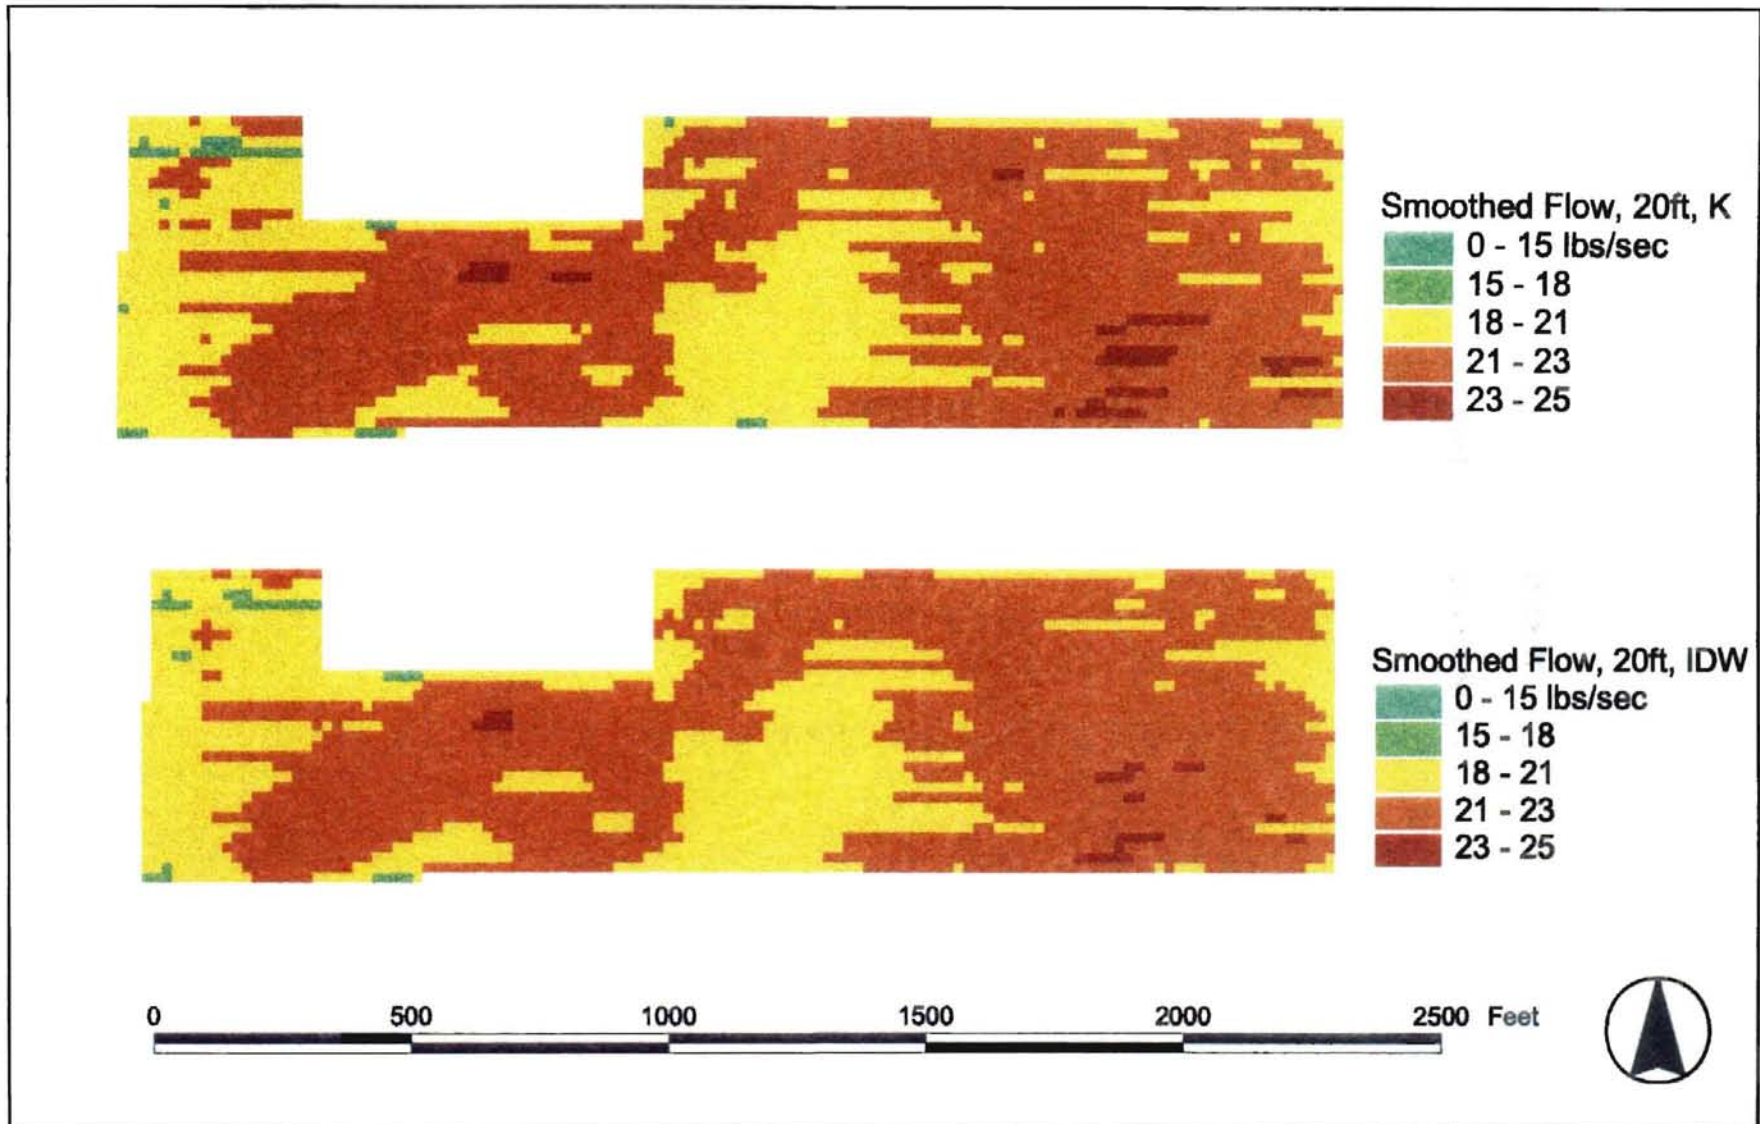 Smoothed Flow, 20ft, K
0 - 15 lbs/sec
15 - 18
18 - 21
21 - 23
23 - 25
Smoothed Flow, 20ft, IDW
0 - 15 lbs/sec
15 - 18
18 - 21
21 - 23
23 - 25
0 500 1000 1500 2000 2500 Feet